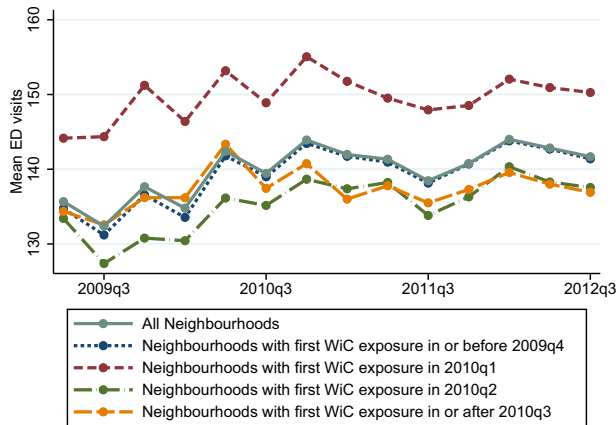 160
150
140
130
Mean ED visits
2009q3
2010q3
2011q3
2012q3
All Neighbourhoods
Neighbourhoods with first WiC exposure in or before 2009q4
Neighbourhoods with first WiC exposure in 2010q1
Neighbourhoods with first WiC exposure in 2010q2
Neighbourhoods with first WiC exposure in or after 2010q3